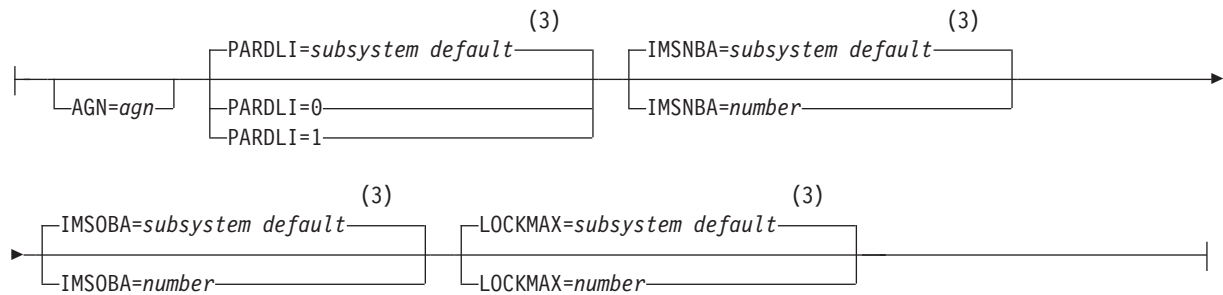 (3) (3)
PARDLI=subsystem default IMSNBA=subsystem default
AGN=agn PARDLI=0 IMSNBA=number
PARDLI=1
(3) (3)
IMSOBA=subsystem default LOCKMAX=subsystem default
IMSOBA=number LOCKMAX=number